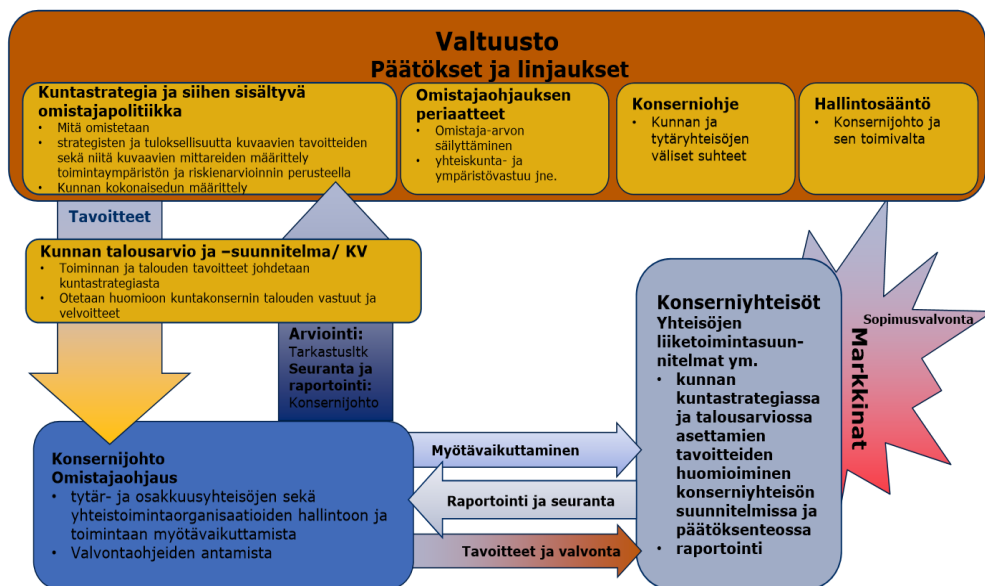 Valtuusto
Päätökset ja linjaukset
Kuntastrategia ja siihen sisältyvä
omistajapolitiikka
• Mitä omistetaan
• strategisten ja tuloksellisuutta kuvaavien tavoitteiden
sekä niitä kuvaavien mittareiden määrittely
toimintaympäristön ja riskienarvioinnin perusteella
• Kunnan kokonaisedun määrittely
Omistajaohjauksen
periaatteet
• Omistaja-arvon
säilyttäminen
• yhteiskunta- ja
ympäristövastuu jne.
Konserniohje
• Kunnan ja
tytäryhteisöjen
väliset suhteet
Hallintosääntö
• Konsernijohto ja
sen toimivalta
Tavoitteet
Kunnan talousarvio ja –suunnitelma/ KV
• Toiminnan ja talouden tavoitteet johdetaan
kuntastrategiasta
• Otetaan huomioon kuntakonsernin talouden vastuut ja
velvoitteet
Arviointi:
Tarkastusltk
Seuranta ja
raportointi:
Konsernijohto
Konsernijohto
Omistajaohjaus
• tytär- ja osakkuusyhteisöjen sekä
yhteistoimintaorganisaatioiden hallintoon ja
toimintaan myötävaikuttamista
• Valvontaohjeiden antamista
Myötävaikuttaminen
Raportointi ja seuranta
Tavoitteet ja valvonta
Konserniyhteisöt
Yhteisöjen
liiketoimintasuun-
nitelmat ym.
• kunnan
kuntastrategiassa
ja talousarviossa
asettamien
tavoitteiden
huomioiminen
konserniyhteisön
suunnitelmissa ja
päätöksenteossa
• raportointi
Sopimusvalvonta
Markkinat